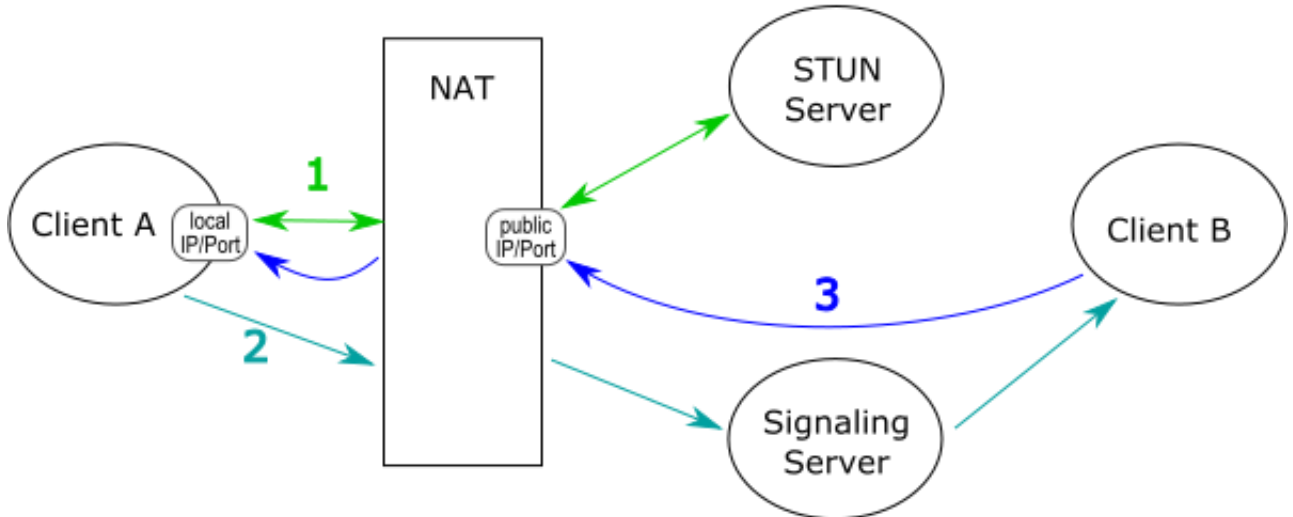 NAT
STUN
Server
1
Client A
local
IP/Port
public
IP/Port
Client B
3
2
Signaling
Server